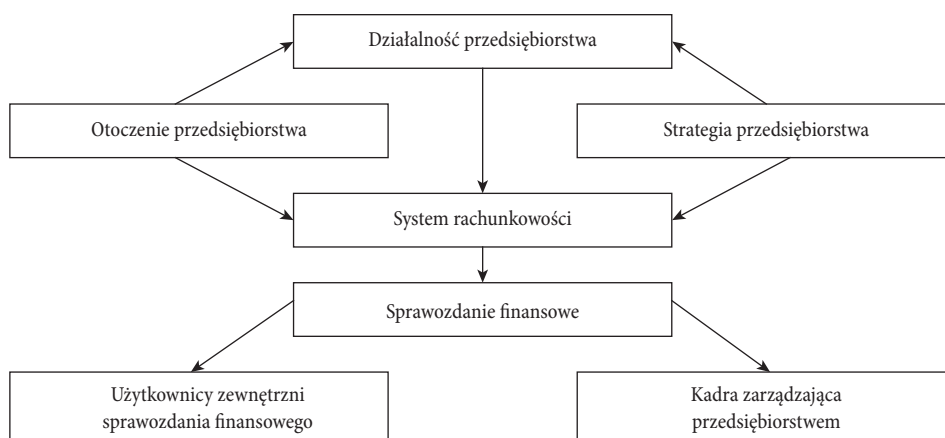 Działalność przedsiębiorstwa
Otoczenie przedsiębiorstwa
Strategia przedsiębiorstwa
System rachunkowości
Sprawozdanie finansowe
Użytkownicy zewnętrzni
sprawozdania finansowego
Kadra zarządzająca
przedsiębiorstwem